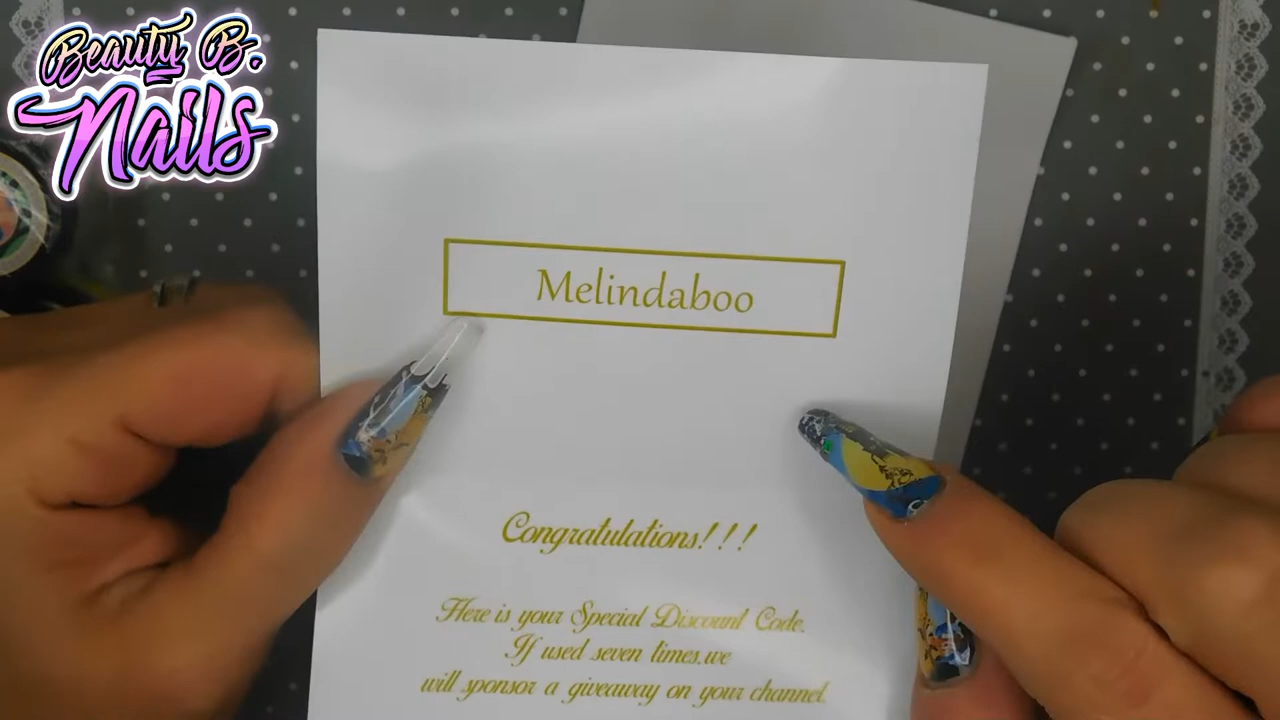 Beauty B.
Nails
Melindaboo
Congratulations! ! !
Here is your Special Discount Code.
If used seven times.we
will sponsor a giveaway on your channel.